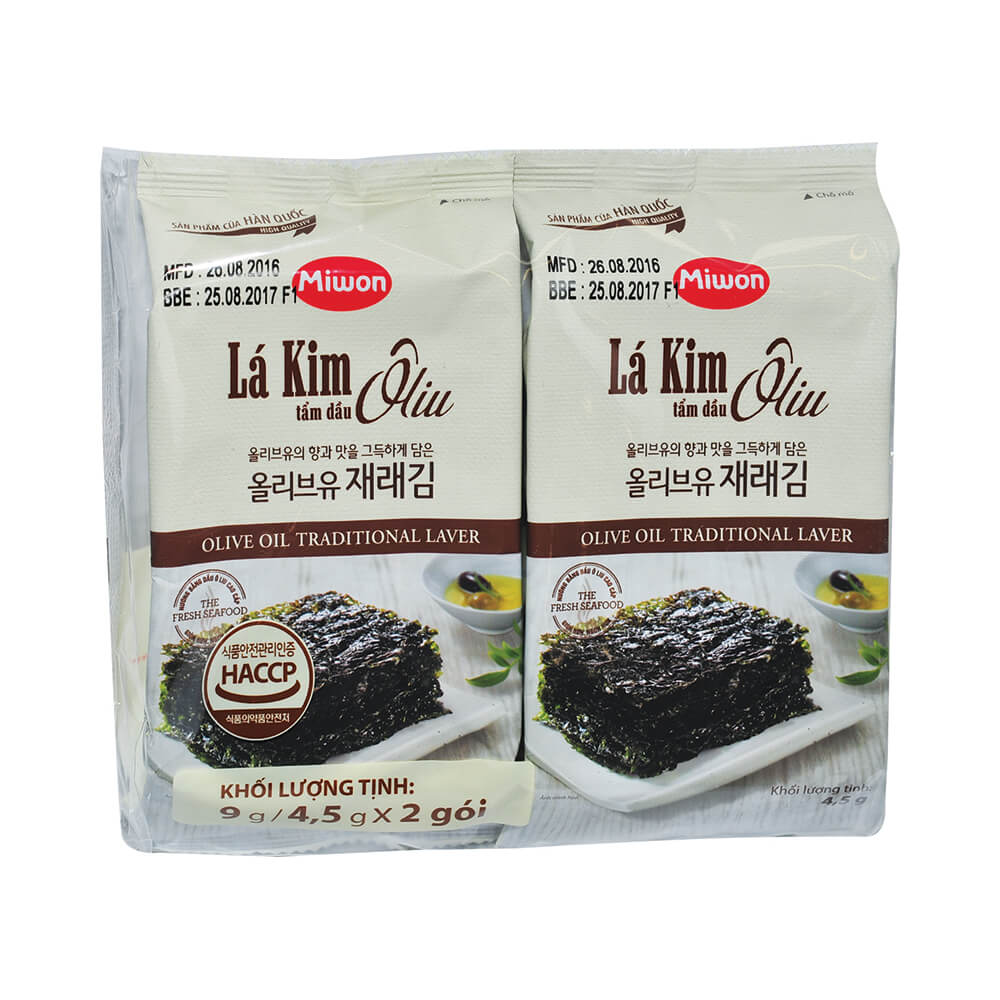 ▲ Chỗ mở
SẢN PHẨM CỦA HÀN QUỐC
HIGH QUALITY
MFD : 26.08.2016
BBE : 25.08.2017 F1
Miwon
Lá Kim
tẩm dầu Ôliu
올리브유의 향과 맛을 그득하게 담은
올리브유 재래김
OLIVE OIL TRADITIONAL LAVER
THE
FRESH SEAFOOD
식품안전관리인증
HACCP
식품의약품안전처
KHỐI LƯỢNG TỊNH:
9 g/4,5 g X 2 gói
▲ Chỗ mở
SẢN PHẨM CỦA HÀN QUỐC
HIGH QUALITY
MFD : 26.08.2016
BBE : 25.08.2017 F1
Miwon
Lá Kim
tẩm dầu Ôliu
올리브유의 향과 맛을 그득하게 담은
올리브유 재래김
OLIVE OIL TRADITIONAL LAVER
THE
FRESH SEAFOOD
Khối lượng tịnh:
4,5 g